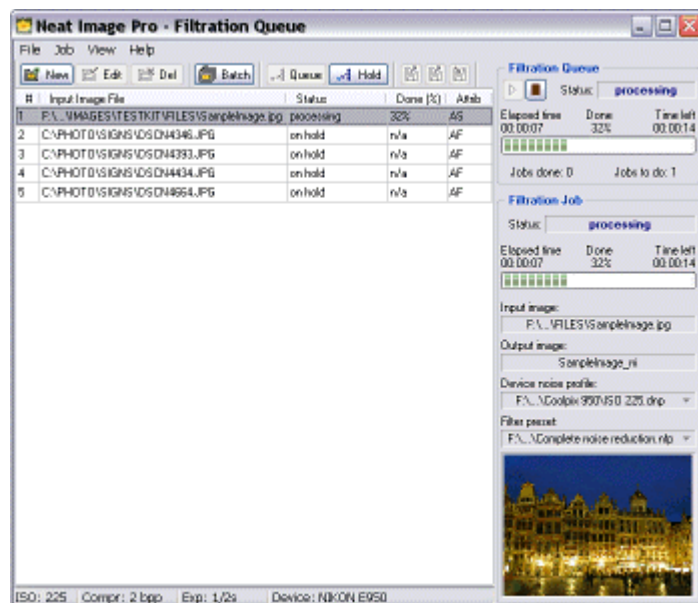 Neat Image Pro - Filtration Queue
File Job View Help
New Edit Del Batch Queue Hold
# Input Image File Status Done (%) Attrib
1 F:\...\IMAGES\TESTKIT\FILES\SampleImage.jpg processing 32% AS
2 C:\PHOTO\SIGNS\DSCN4346.JPG on hold n/a AF
3 C:\PHOTO\SIGNS\DSCN4393.JPG on hold n/a AF
4 C:\PHOTO\SIGNS\DSCN4434.JPG on hold n/a AF
5 C:\PHOTO\SIGNS\DSCN4664.JPG on hold n/a AF
Filtration Queue
Status: processing
Elapsed time Done Time left
00:00:07 32% 00:00:14
Jobs done: 0 Jobs to do: 1
Filtration Job
Status: processing
Elapsed time Done Time left
00:00:07 32% 00:00:14
Input image:
F:\...\FILES\SampleImage.jpg
Output image:
SampleImage_ni
Device noise profile:
F:\...\Coolpix 950\ISO 225.dnp
Filter preset:
F:\...\Complete noise reduction.nfp
ISO: 225 Compr: 2 bpp Exp: 1/2s Device: NIKON E950